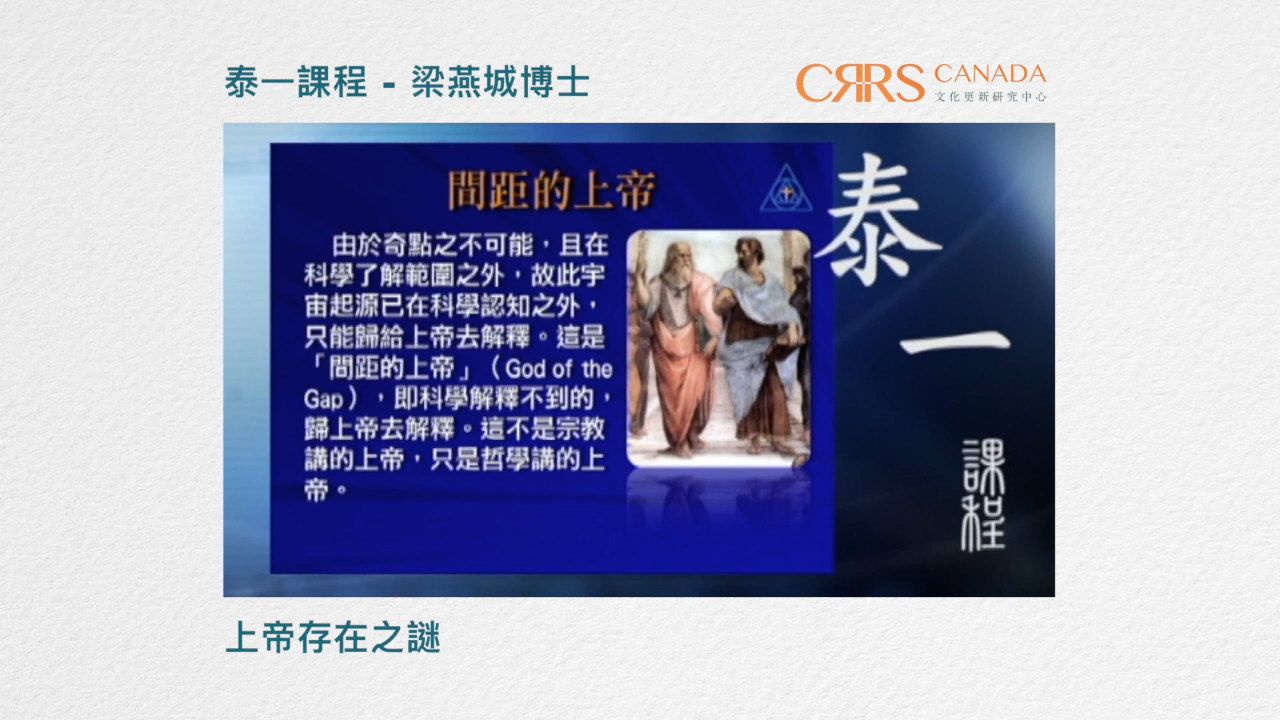 泰一課程 - 梁燕城博士
CRRS CANADA
文化更新研究中心
間距的上帝
由於奇點之不可能，且在
科學了解範圍之外，故此宇
宙起源已在科學認知之外，
只能歸給上帝去解釋。這是
「間距的上帝」（God of the
Gap），即科學解釋不到的，
歸上帝去解釋。這不是宗教
講的上帝，只是哲學講的上
帝。
泰一
課程
上帝存在之謎